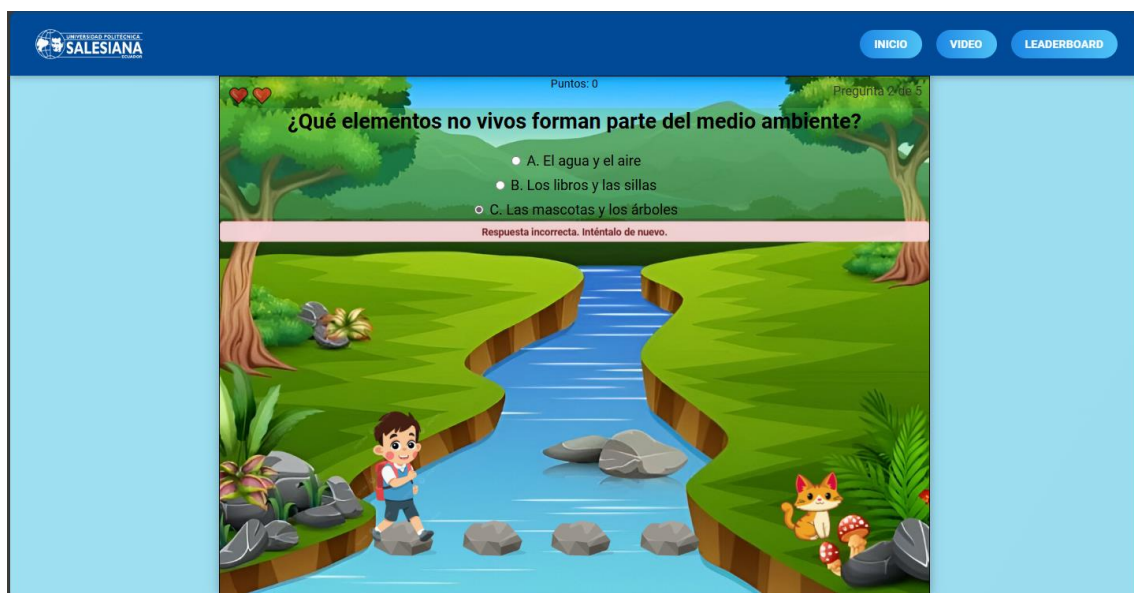 UNIVERSIDAD POLITÉCNICA
SALESIANA
ECUADOR
INICIO
VIDEO
LEADERBOARD
Puntos: 0
Pregunta 2 de 5
¿Qué elementos no vivos forman parte del medio ambiente?
A. El agua y el aire
B. Los libros y las sillas
C. Las mascotas y los árboles
Respuesta incorrecta. Inténtalo de nuevo.